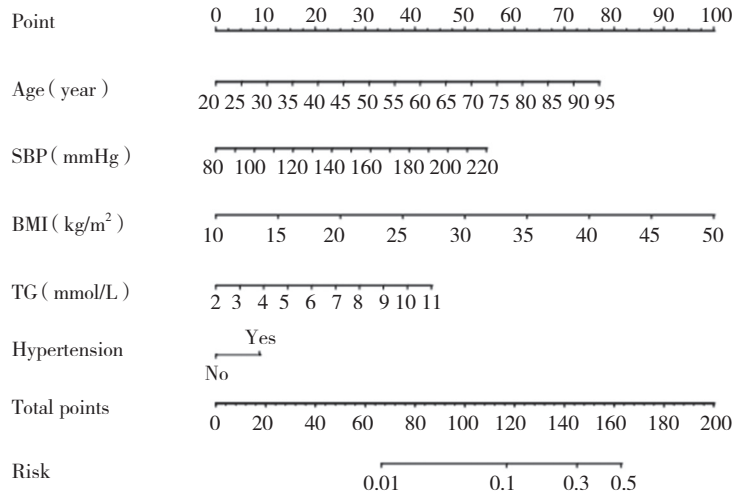 Point 0 10 20 30 40 50 60 70 80 90 100
Age ( year )
20 25 30 35 40 45 50 55 60 65 70 75 80 85 90 95
SBP ( mmHg )
80 100 120 140 160 180 200 220
BMI ( kg/m² )
10 15 20 25 30 35 40 45 50
TG ( mmol/L )
2 3 4 5 6 7 8 9 10 11
Yes
Hypertension
No
Total points
0 20 40 60 80 100 120 140 160 180 200
Risk
0.01 0.1 0.3 0.5